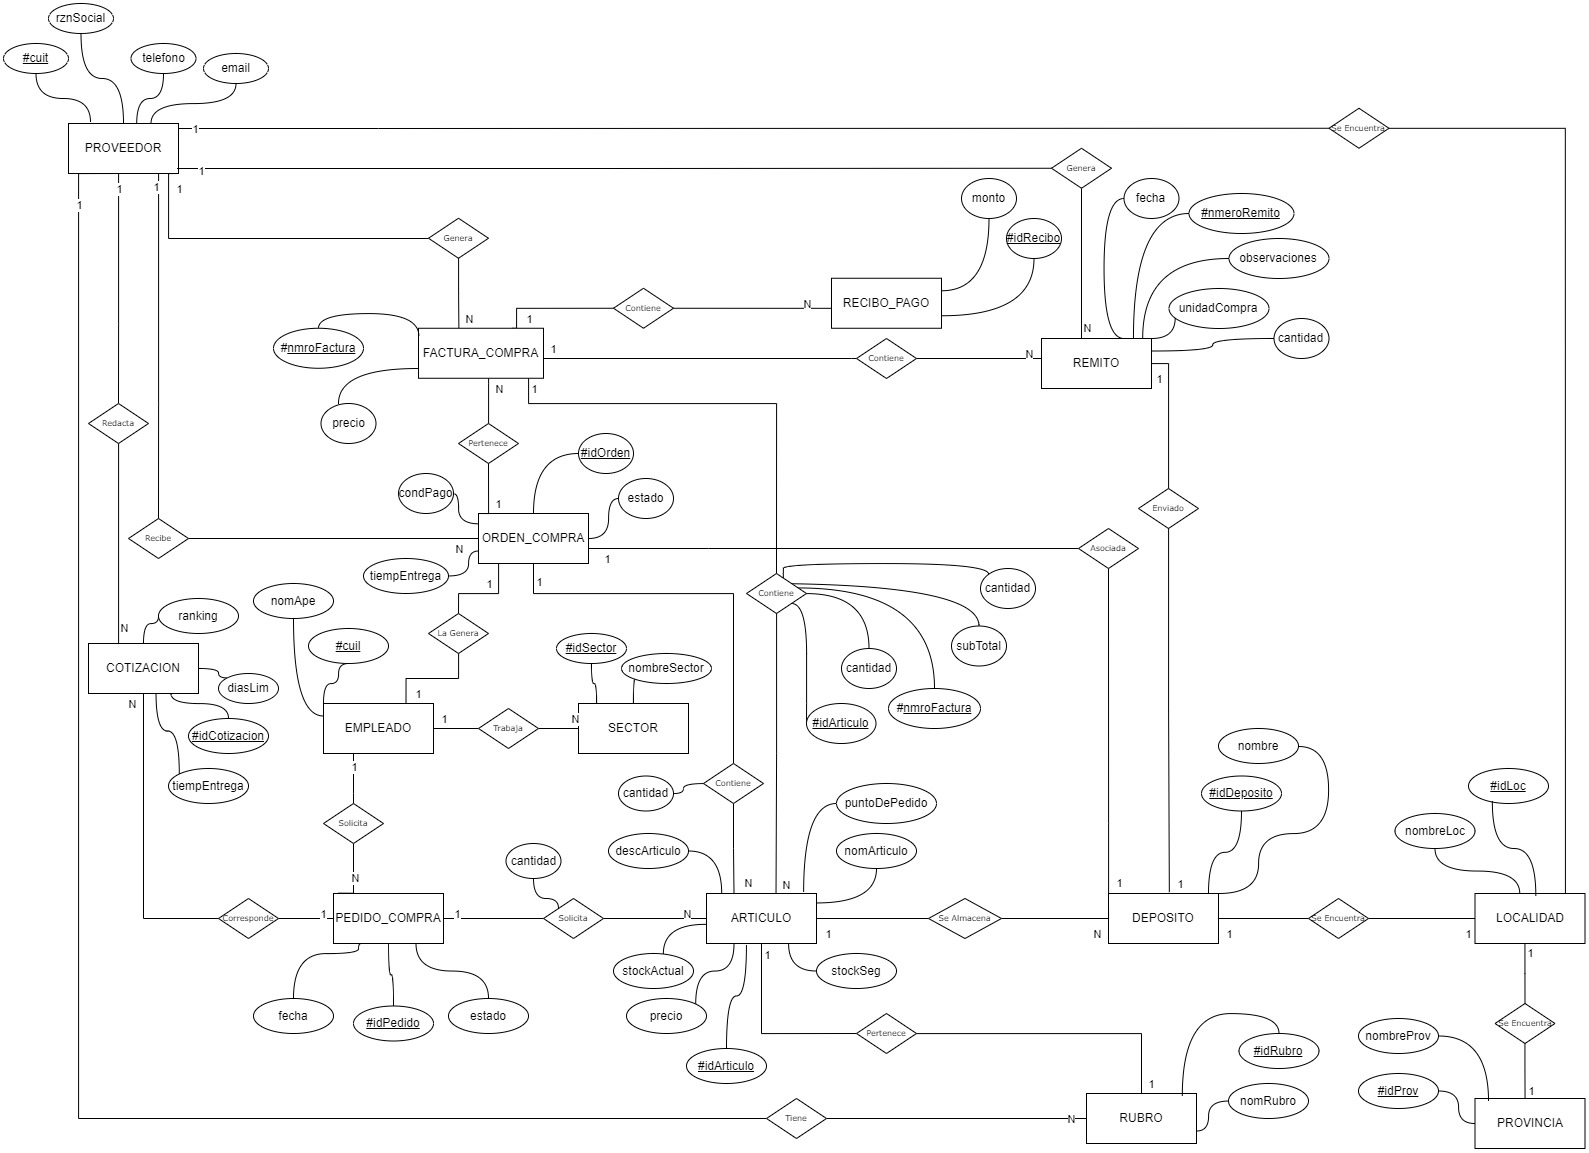 rznSocial
#cuit
telefono
email
1
Se Encuentra
PROVEEDOR
1
Genera
1
1
1
1
1
monto
fecha
#nmeroRemito
#idRecibo
Genera
observaciones
RECIBO_PAGO
Contiene
N
unidadCompra
N
1
N
cantidad
#nmroFactura
FACTURA_COMPRA
1
Contiene
N
REMITO
1
N
1
precio
Redacta
Pertenece
#idOrden
condPago
estado
1
Enviado
Recibe
ORDEN_COMPRA
N
Asociada
1
tiempEntrega
1
1
cantidad
Contiene
nomApe
ranking
N
La Genera
#cuil
#idSector
subTotal
COTIZACION
nombreSector
cantidad
diasLim
1
N
#nmroFactura
1
N
#idArticulo
EMPLEADO
Trabaja
SECTOR
#idCotizacion
nombre
1
tiempEntrega
Contiene
cantidad
#idDeposito
#idLoc
puntoDePedido
Solicita
nombreLoc
descArticulo
nomArticulo
cantidad
N
N
N
1
1
Corresponde
1
PEDIDO_COMPRA
1
Solicita
N
ARTICULO
Se Almacena
DEPOSITO
Se Encuentra
LOCALIDAD
1
N
1
1
1
1
stockActual
stockSeg
fecha
#idPedido
estado
precio
Pertenece
Se Encuentra
nombreProv
#idRubro
#idArticulo
1
#idProv
1
nomRubro
Tiene
N
RUBRO
PROVINCIA